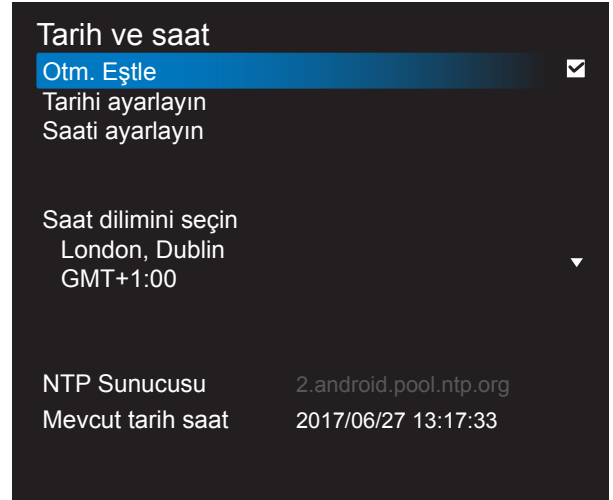 Tarih ve saat
Otm. Eştle
Tarihi ayarlayın
Saati ayarlayın
Saat dilimini seçin
London, Dublin
GMT+1:00
NTP Sunucusu 2.android.pool.ntp.org
Mevcut tarih saat 2017/06/27 13:17:33